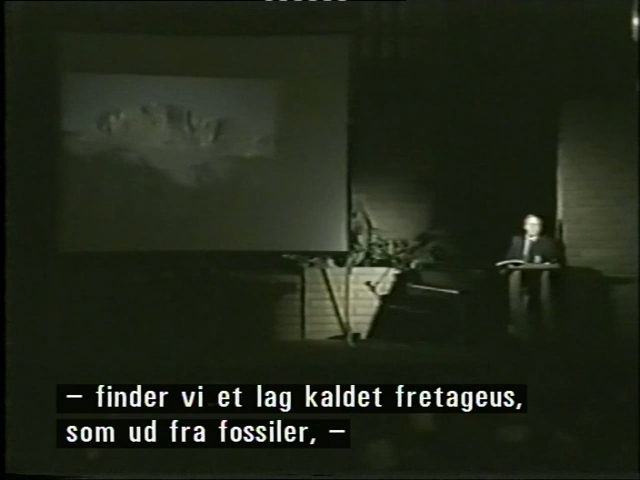 – finder vi et lag kaldet fretageus,
som ud fra fossiler, –